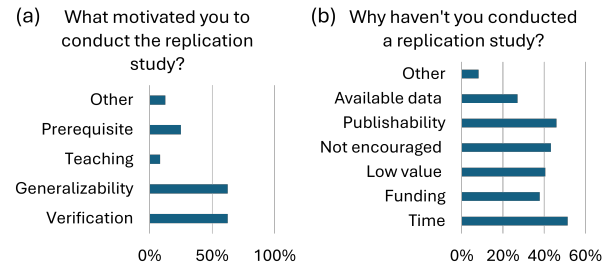 (a) What motivated you to
conduct the replication
study?
Other
Prerequisite
Teaching
Generalizability
Verification
0% 50% 100%
(b) Why haven't you conducted
a replication study?
Other
Available data
Publishability
Not encouraged
Low value
Funding
Time
0% 20% 40% 60%